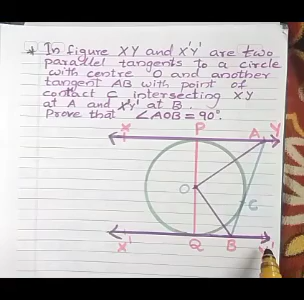 * In figure XY and X'Y' are two
parallel tangents to a circle
with centre O and another
tangent AB with point of
contact C intersecting XY
at A and X'Y' at B.
Prove that ∠AOB = 90°.
X P A Y
O
C
X' Q B Y'